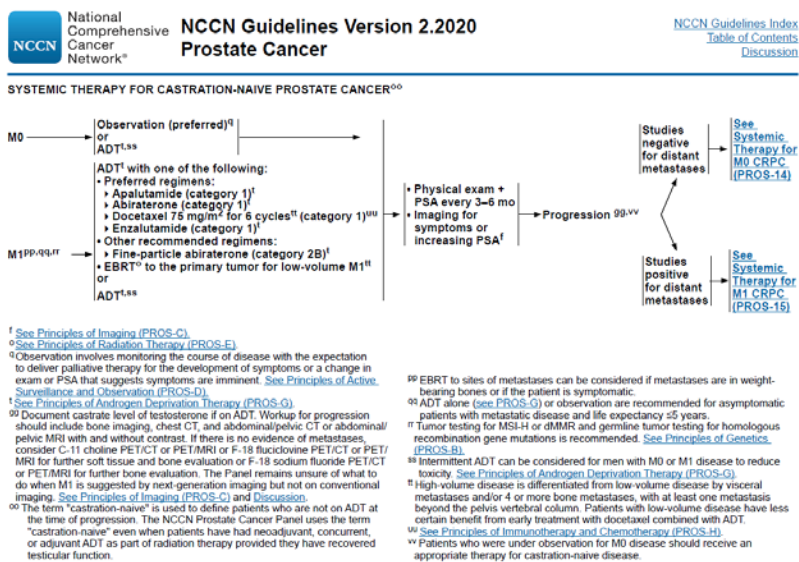 National
Comprehensive
NCCN Cancer
Network®
NCCN Guidelines Version 2.2020
Prostate Cancer
NCCN Guidelines Index
Table of Contents
Discussion
SYSTEMIC THERAPY FOR CASTRATION-NAIVE PROSTATE CANCERoo
M0
Observation (preferred)q
or
ADTt,ss
M1pp,qq,rr
ADTt with one of the following:
• Preferred regimens:
Apalutamide (category 1)t
Abiraterone (category 1)t
Docetaxel 75 mg/m2 for 6 cyclestt (category 1)uu
Enzalutamide (category 1)t
• Other recommended regimens:
Fine-particle abiraterone (category 2B)t
• EBRTo to the primary tumor for low-volume M1tt
or
ADTt,ss
• Physical exam +
PSA every 3–6 mo
• Imaging for
symptoms or
increasing PSAf
Progression gg,vv
Studies
negative
for distant
metastases
See
Systemic
Therapy for
M0 CRPC
(PROS-14)
Studies
positive
for distant
metastases
See
Systemic
Therapy for
M1 CRPC
(PROS-15)
f See Principles of Imaging (PROS-C).
o See Principles of Radiation Therapy (PROS-E).
q Observation involves monitoring the course of disease with the expectation
to deliver palliative therapy for the development of symptoms or a change in
exam or PSA that suggests symptoms are imminent. See Principles of Active
Surveillance and Observation (PROS-D).
t See Principles of Androgen Deprivation Therapy (PROS-G).
gg Document castrate level of testosterone if on ADT. Workup for progression
should include bone imaging, chest CT, and abdominal/pelvic CT or abdominal/
pelvic MRI with and without contrast. If there is no evidence of metastases,
consider C-11 choline PET/CT or PET/MRI or F-18 fluciclovine PET/CT or PET/
MRI for further soft tissue and bone evaluation or F-18 sodium fluoride PET/CT
or PET/MRI for further bone evaluation. The Panel remains unsure of what to
do when M1 is suggested by next-generation imaging but not on conventional
imaging. See Principles of Imaging (PROS-C) and Discussion.
oo The term "castration-naive" is used to define patients who are not on ADT at
the time of progression. The NCCN Prostate Cancer Panel uses the term
"castration-naive" even when patients have had neoadjuvant, concurrent,
or adjuvant ADT as part of radiation therapy provided they have recovered
testicular function.
pp EBRT to sites of metastases can be considered if metastases are in weight-
bearing bones or if the patient is symptomatic.
qq ADT alone (see PROS-G) or observation are recommended for asymptomatic
patients with metastatic disease and life expectancy ≤5 years.
rr Tumor testing for MSI-H or dMMR and germline tumor testing for homologous
recombination gene mutations is recommended. See Principles of Genetics
(PROS-B).
ss Intermittent ADT can be considered for men with M0 or M1 disease to reduce
toxicity. See Principles of Androgen Deprivation Therapy (PROS-G).
tt High-volume disease is differentiated from low-volume disease by visceral
metastases and/or 4 or more bone metastases, with at least one metastasis
beyond the pelvis vertebral column. Patients with low-volume disease have less
certain benefit from early treatment with docetaxel combined with ADT.
uu See Principles of Immunotherapy and Chemotherapy (PROS-H).
vv Patients who were under observation for M0 disease should receive an
appropriate therapy for castration-naive disease.